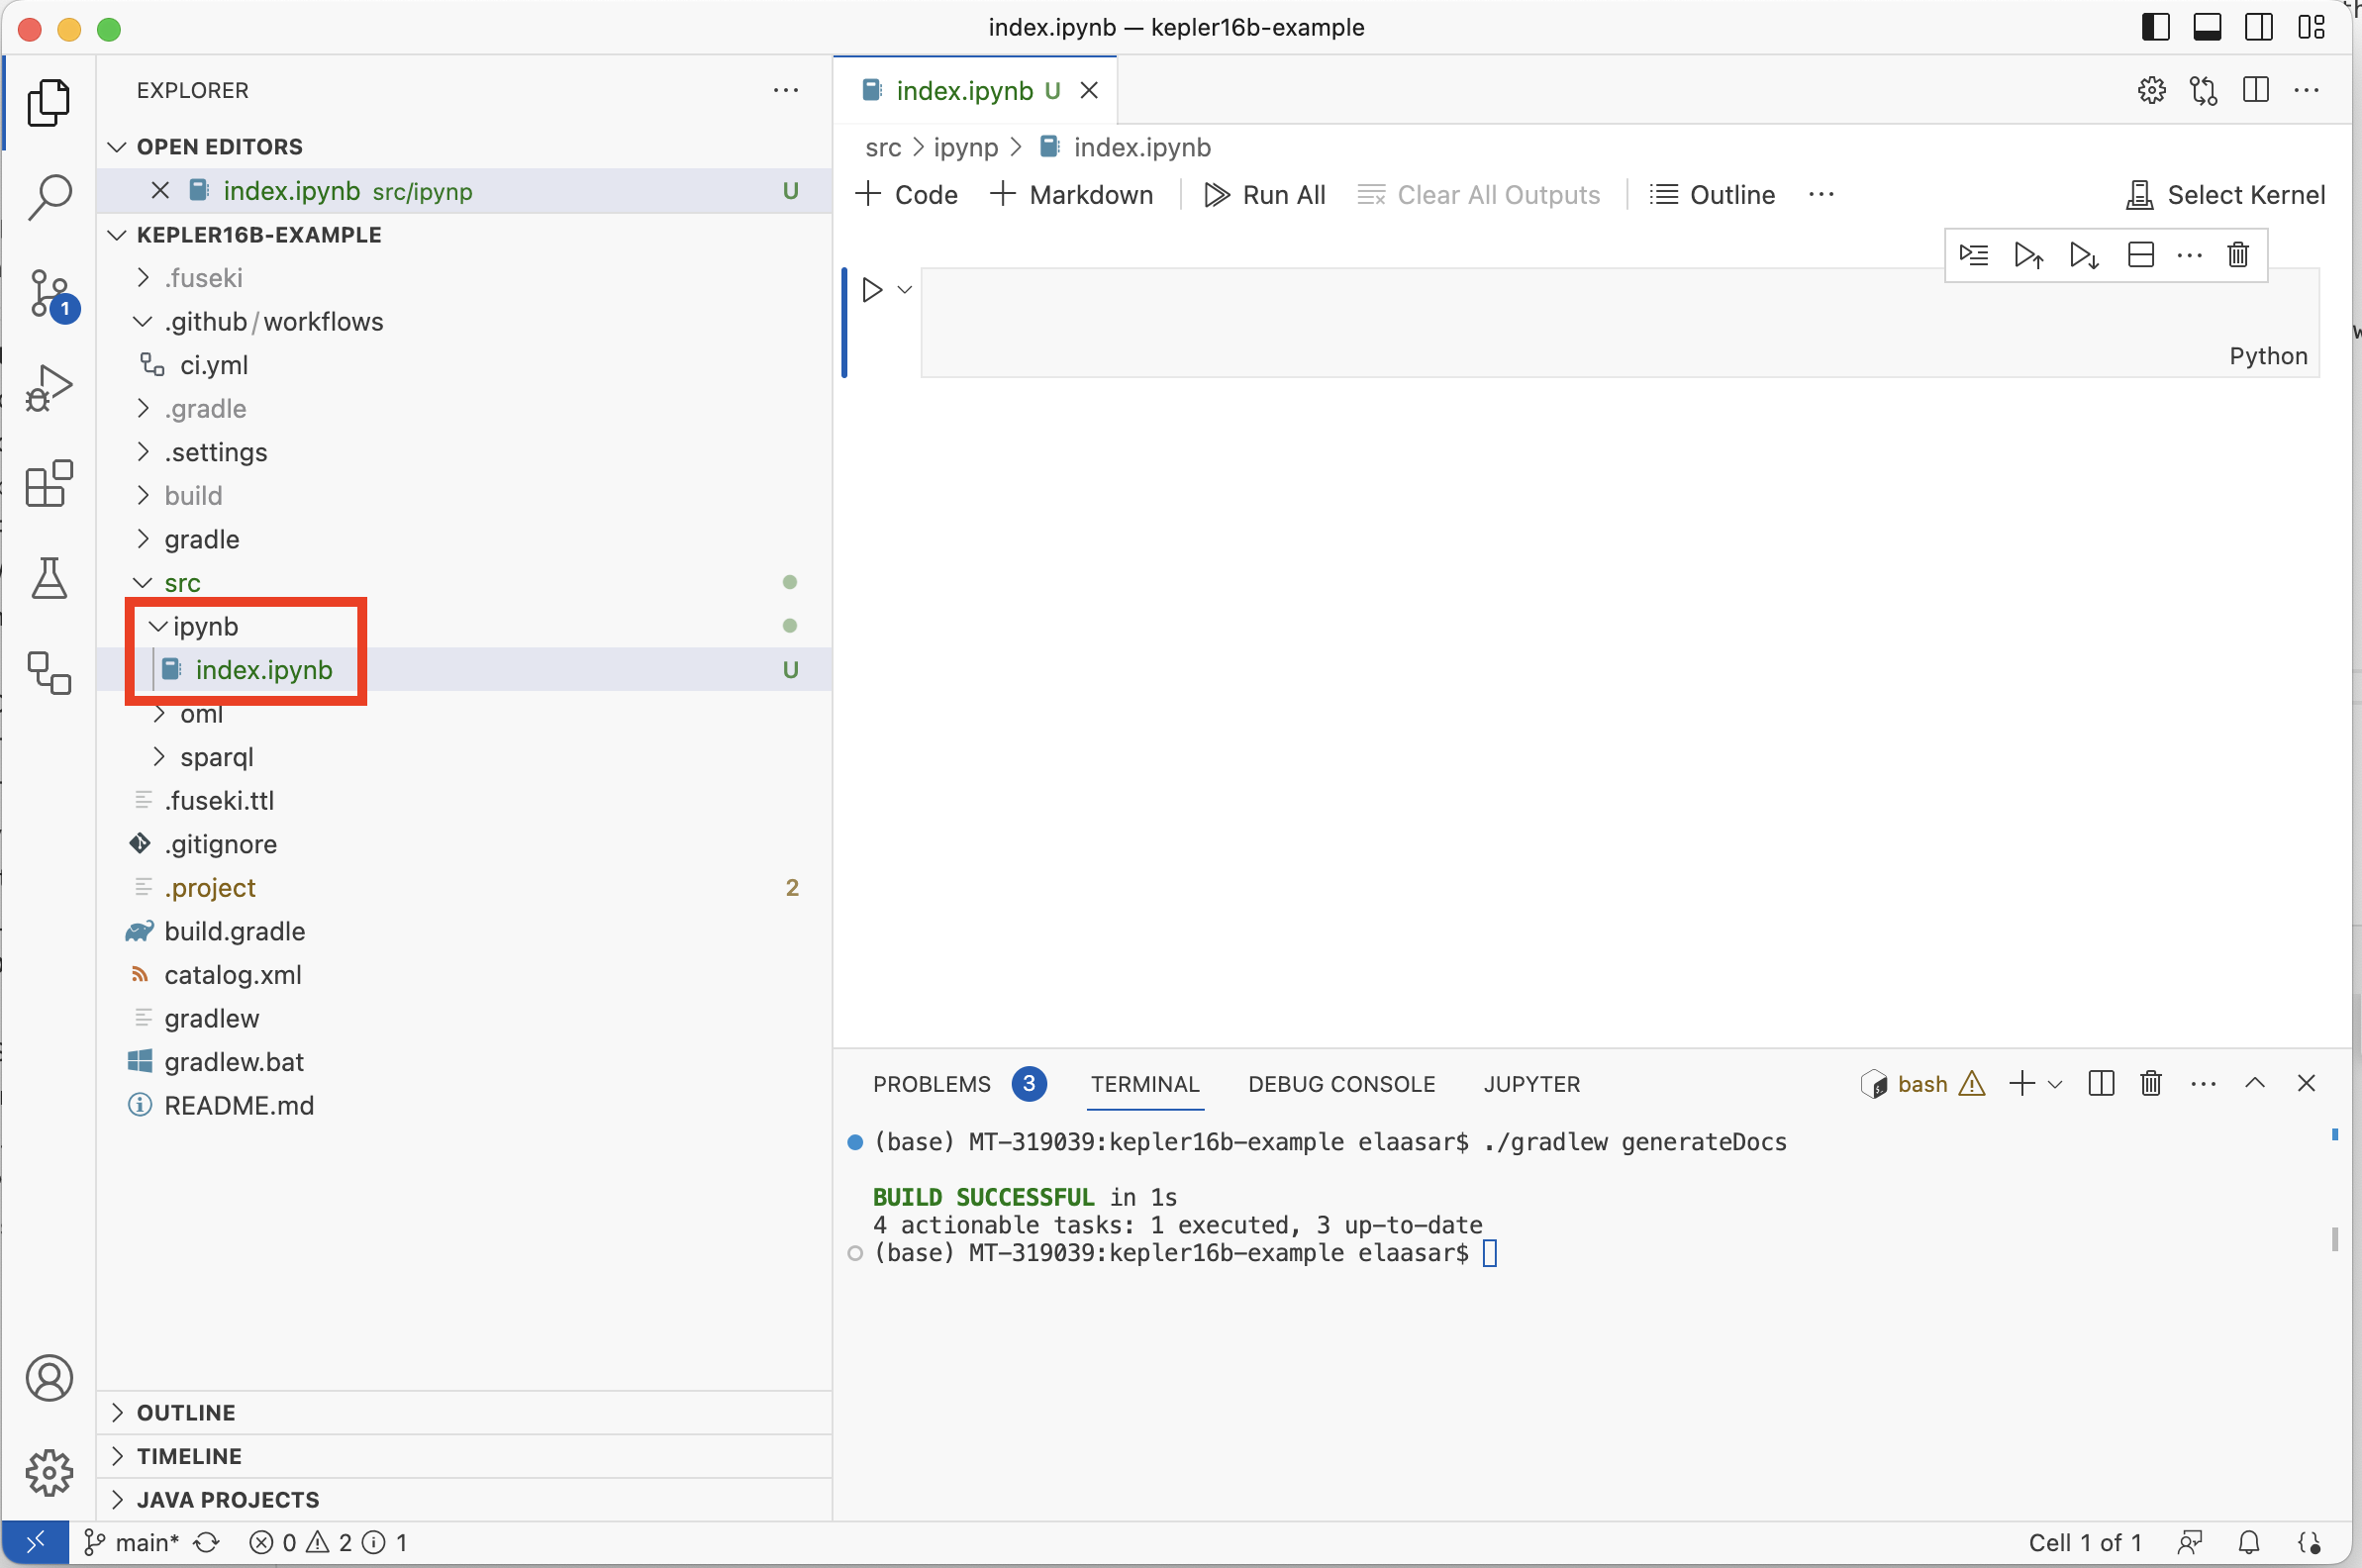 index.ipynb — kepler16b-example
EXPLORER
OPEN EDITORS
index.ipynb src/ipynp U
KEPLER16B-EXAMPLE
.fuseki
.github/workflows
ci.yml
.gradle
.settings
build
gradle
src
ipynb
index.ipynb U
oml
sparql
.fuseki.ttl
.gitignore
.project 2
build.gradle
catalog.xml
gradlew
gradlew.bat
README.md
OUTLINE
TIMELINE
JAVA PROJECTS
1
index.ipynb U
src > ipynp > index.ipynb
+ Code + Markdown Run All Clear All Outputs Outline ... Select Kernel
Python
PROBLEMS 3 TERMINAL DEBUG CONSOLE JUPYTER bash
(base) MT-319039:kepler16b-example elaasar$ ./gradlew generateDocs
BUILD SUCCESSFUL in 1s
4 actionable tasks: 1 executed, 3 up-to-date
(base) MT-319039:kepler16b-example elaasar$
main* 0 2 1 Cell 1 of 1